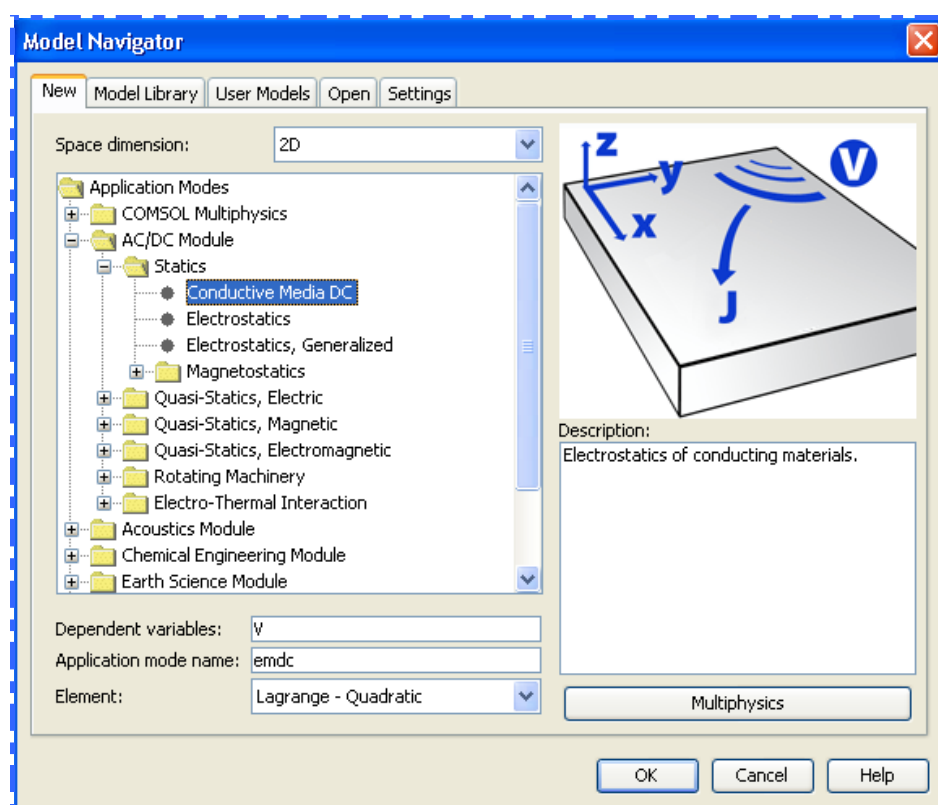 Model Navigator
New Model Library User Models Open Settings
Space dimension: 2D
Application Modes
COMSOL Multiphysics
AC/DC Module
Statics
Conductive Media DC
Electrostatics
Electrostatics, Generalized
Magnetostatics
Quasi-Statics, Electric
Quasi-Statics, Magnetic
Quasi-Statics, Electromagnetic
Rotating Machinery
Electro-Thermal Interaction
Acoustics Module
Chemical Engineering Module
Earth Science Module
Dependent variables: V
Application mode name: emdc
Element: Lagrange - Quadratic
z
y
x
V
J
Description:
Electrostatics of conducting materials.
Multiphysics
OK Cancel Help